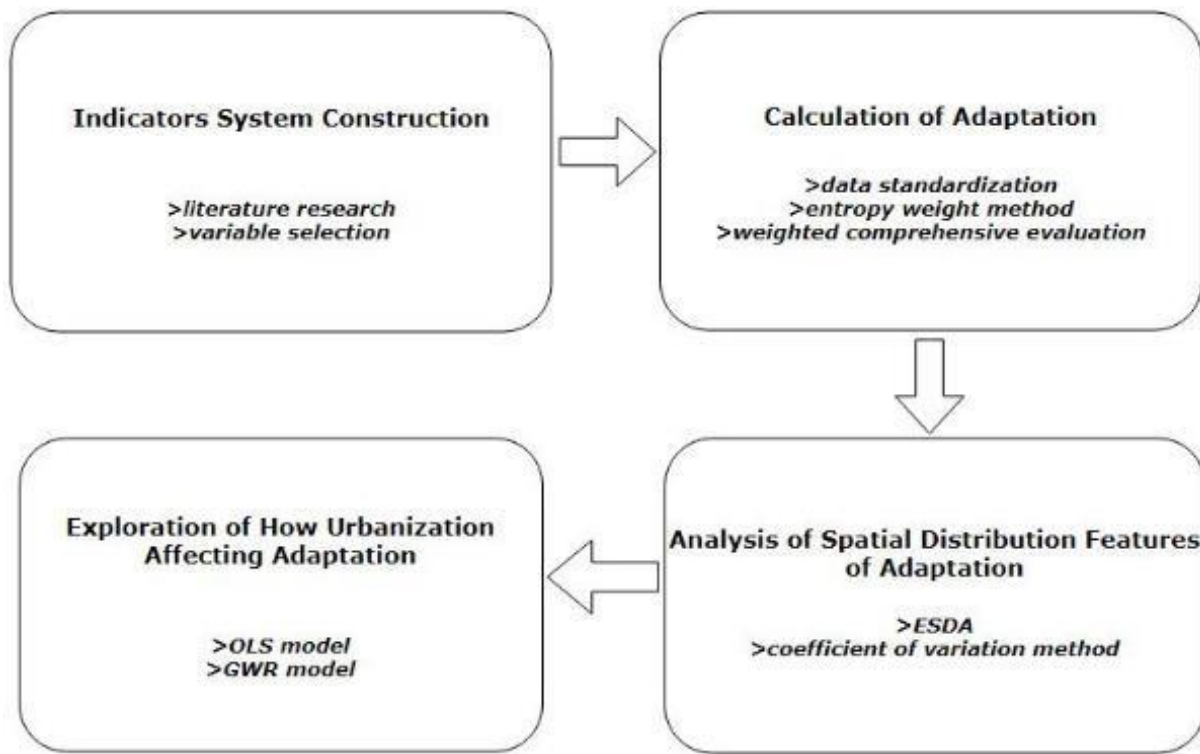 Indicators System Construction
>literature research
>variable selection
Calculation of Adaptation
>data standardization
>entropy weight method
>weighted comprehensive evaluation
Analysis of Spatial Distribution Features
of Adaptation
>ESDA
>coefficient of variation method
Exploration of How Urbanization
Affecting Adaptation
>OLS model
>GWR model